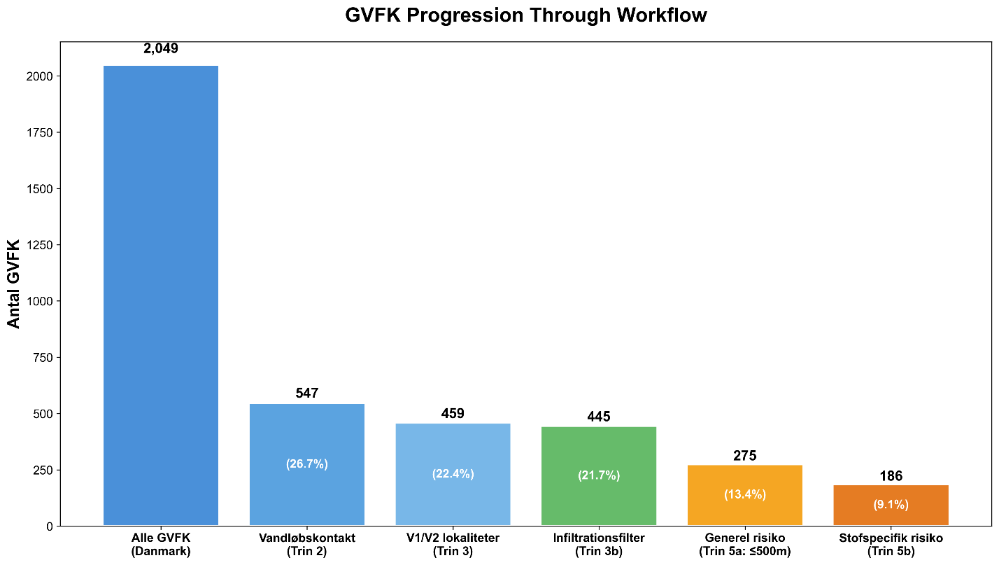 GVFK Progression Through Workflow
Antal GVFK
2000
1750
1500
1250
1000
750
500
250
0
2,049
547
(26.7%)
459
(22.4%)
445
(21.7%)
275
(13.4%)
186
(9.1%)
Alle GVFK
(Danmark)
Vandløbskontakt
(Trin 2)
V1/V2 lokaliteter
(Trin 3)
Infiltrationsfilter
(Trin 3b)
Generel risiko
(Trin 5a: ≤500m)
Stofspecifik risiko
(Trin 5b)